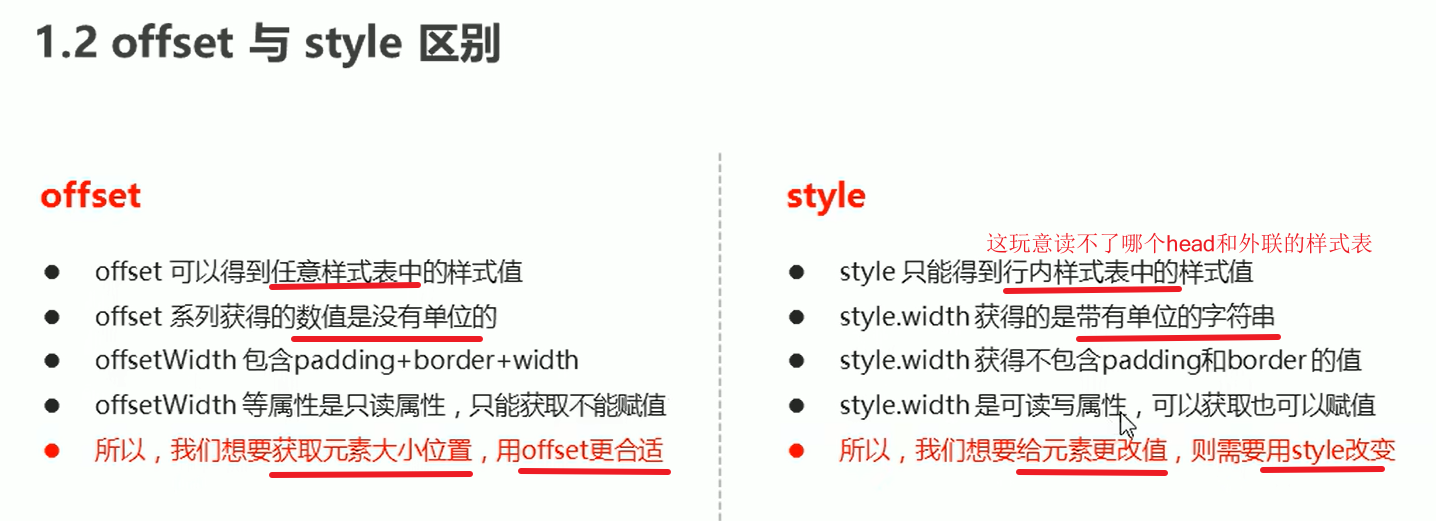 1.2 offset 与 style 区别
offset
offset 可以得到任意样式表中的样式值
offset 系列获得的数值是没有单位的
offsetWidth 包含padding+border+width
offsetWidth 等属性是只读属性，只能获取不能赋值
所以，我们想要获取元素大小位置，用offset更合适
style
这玩意读不了哪个head和外联的样式表
style 只能得到行内样式表中的样式值
style.width 获得的是带有单位的字符串
style.width 获得不包含padding和border 的值
style.width 是可读写属性，可以获取也可以赋值
所以，我们想要给元素更改值，则需要用style改变